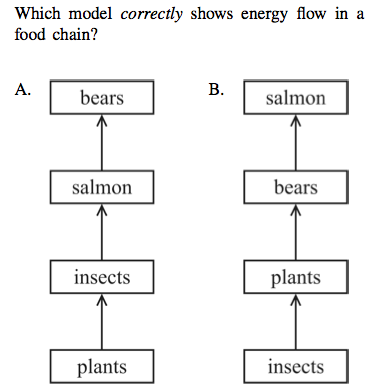 Which model correctly shows energy flow in a
food chain?
A.
bears
salmon
insects
plants
B.
salmon
bears
plants
insects